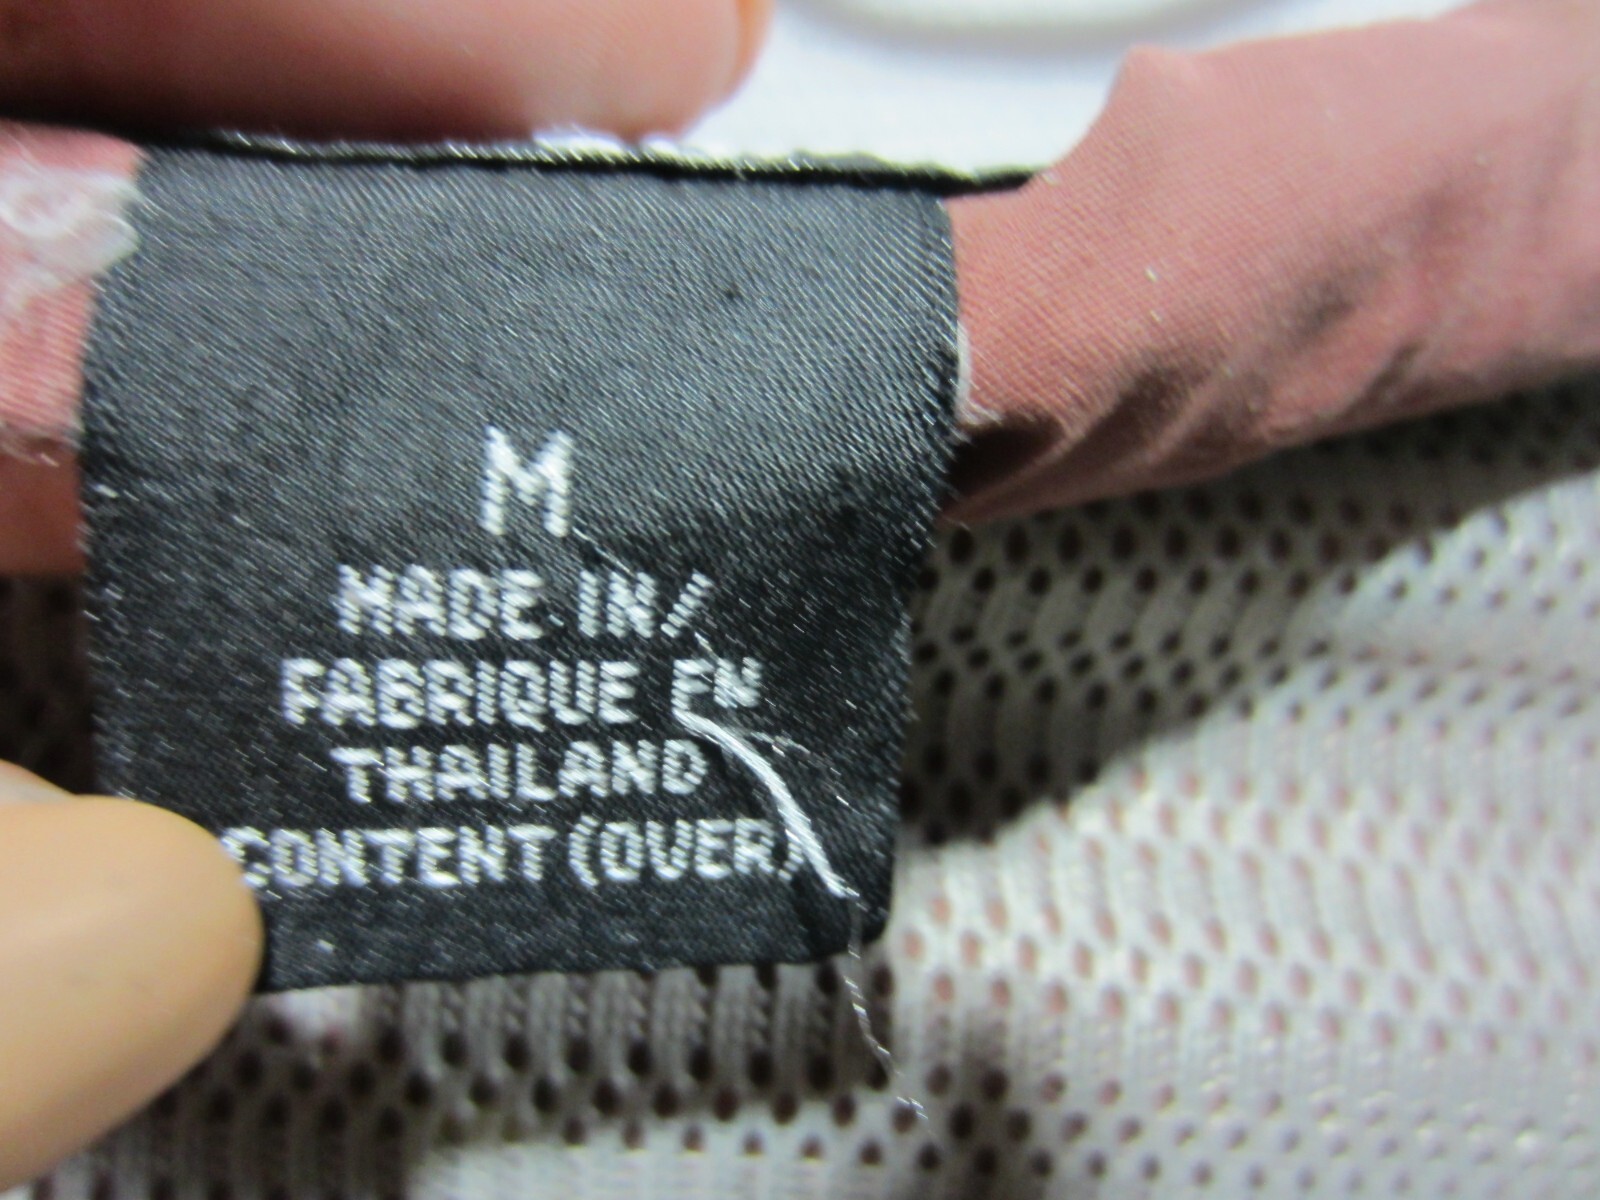 M
MADE IN/
FABRIQUE EN
THAILAND
CONTENT (OVER)